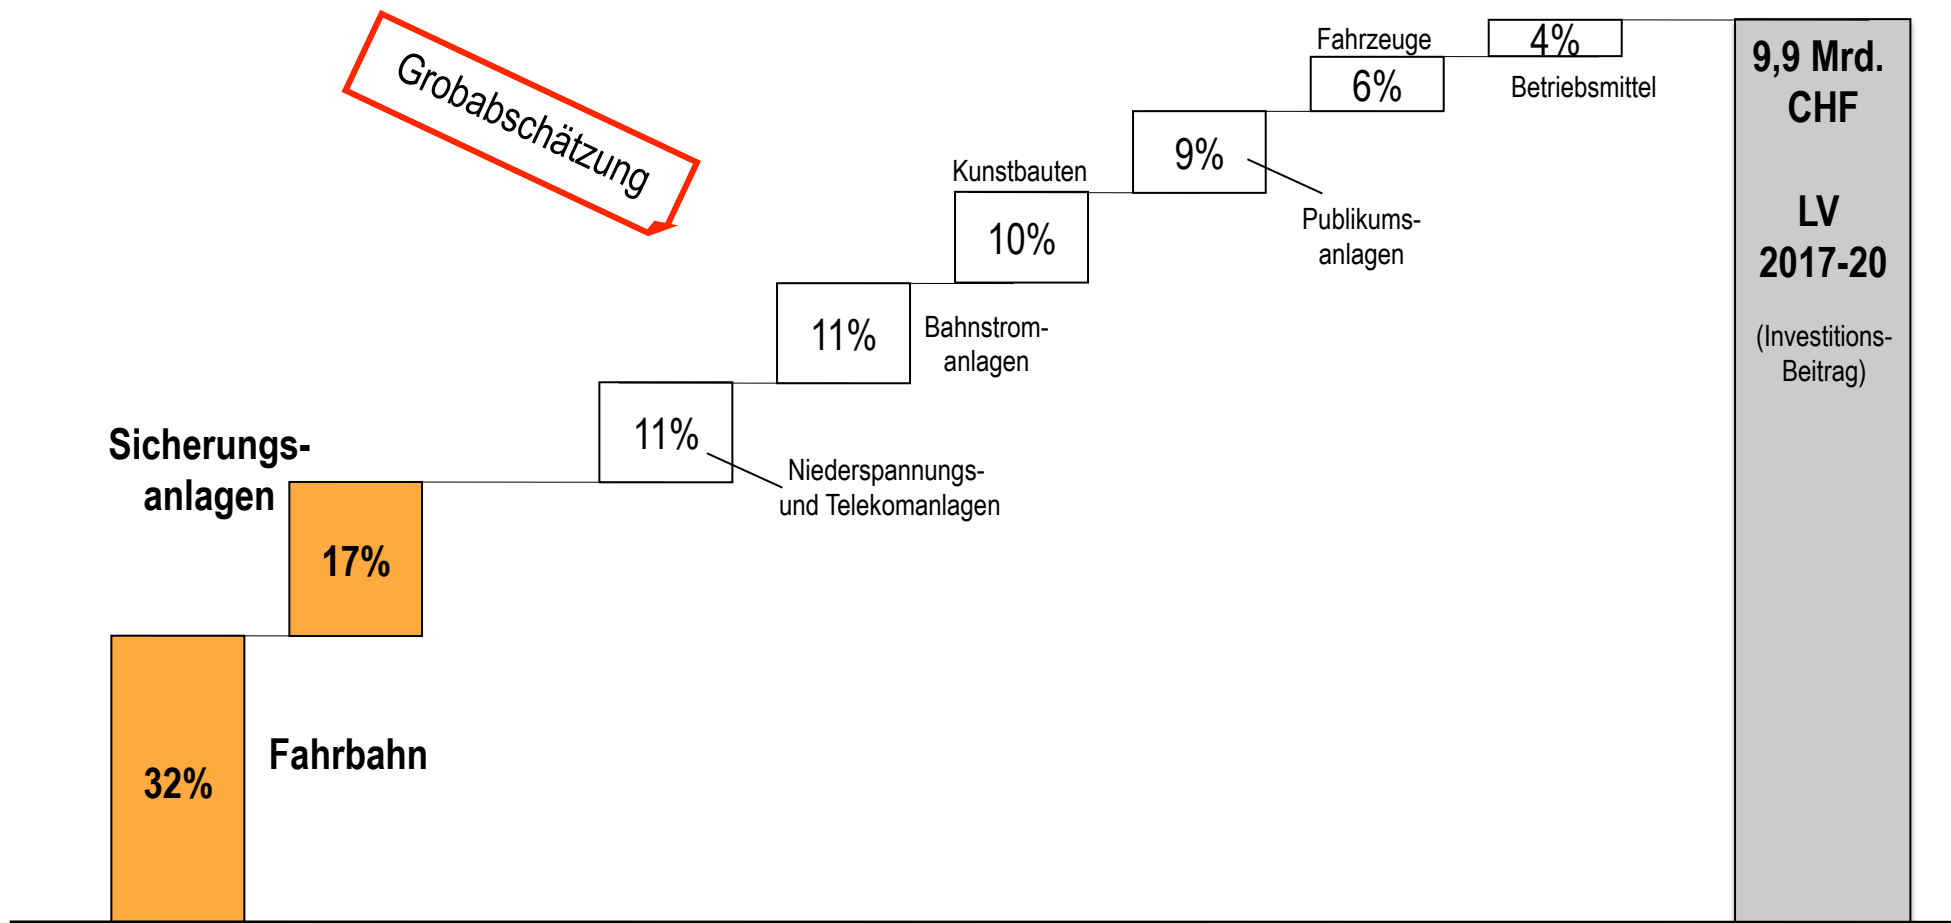 Grobabschätzung
Fahrzeuge
4%
6%
Betriebsmittel
9,9 Mrd.
CHF
LV
2017-20
(Investitions-
Beitrag)
9%
Publikums-
anlagen
Kunstbauten
10%
11%
Bahnstrom-
anlagen
11%
Niederspannungs-
und Telekomanlagen
Sicherungs-
anlagen
17%
Fahrbahn
32%